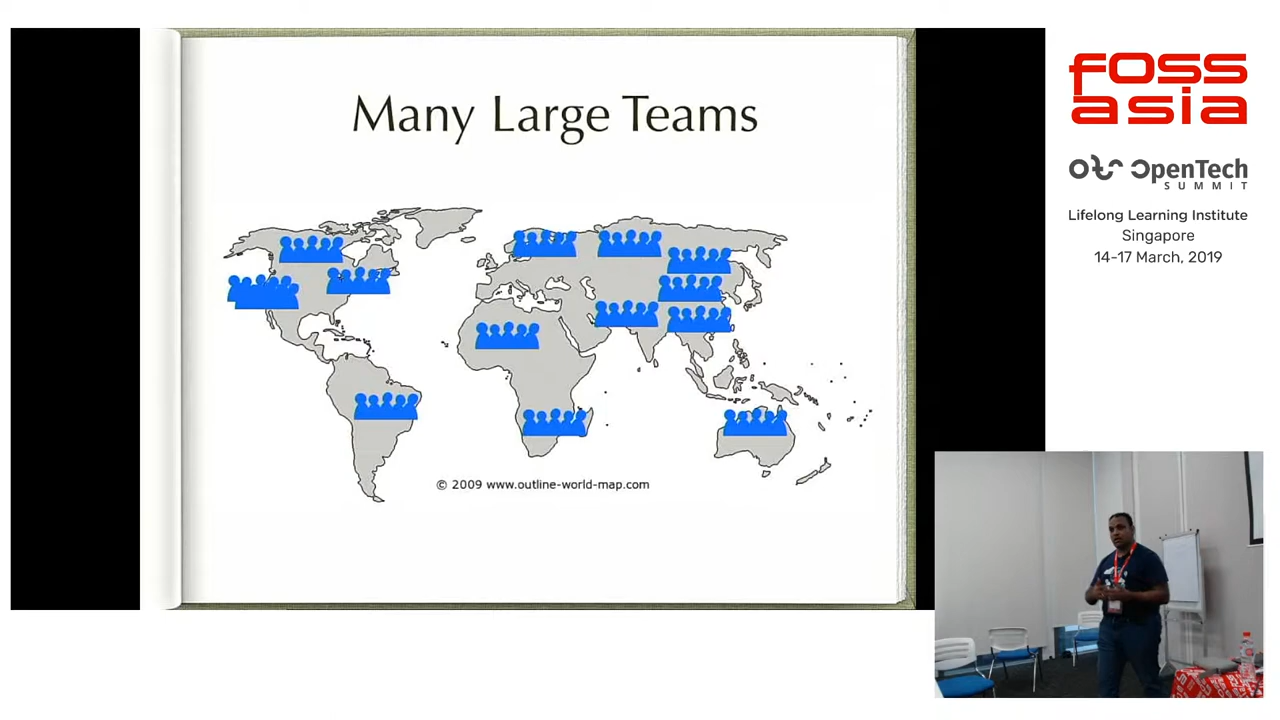 Many Large Teams
© 2009 www.outline-world-map.com
FOSS
asia
OpenTech
SUMMIT
Lifelong Learning Institute
Singapore
14-17 March, 2019